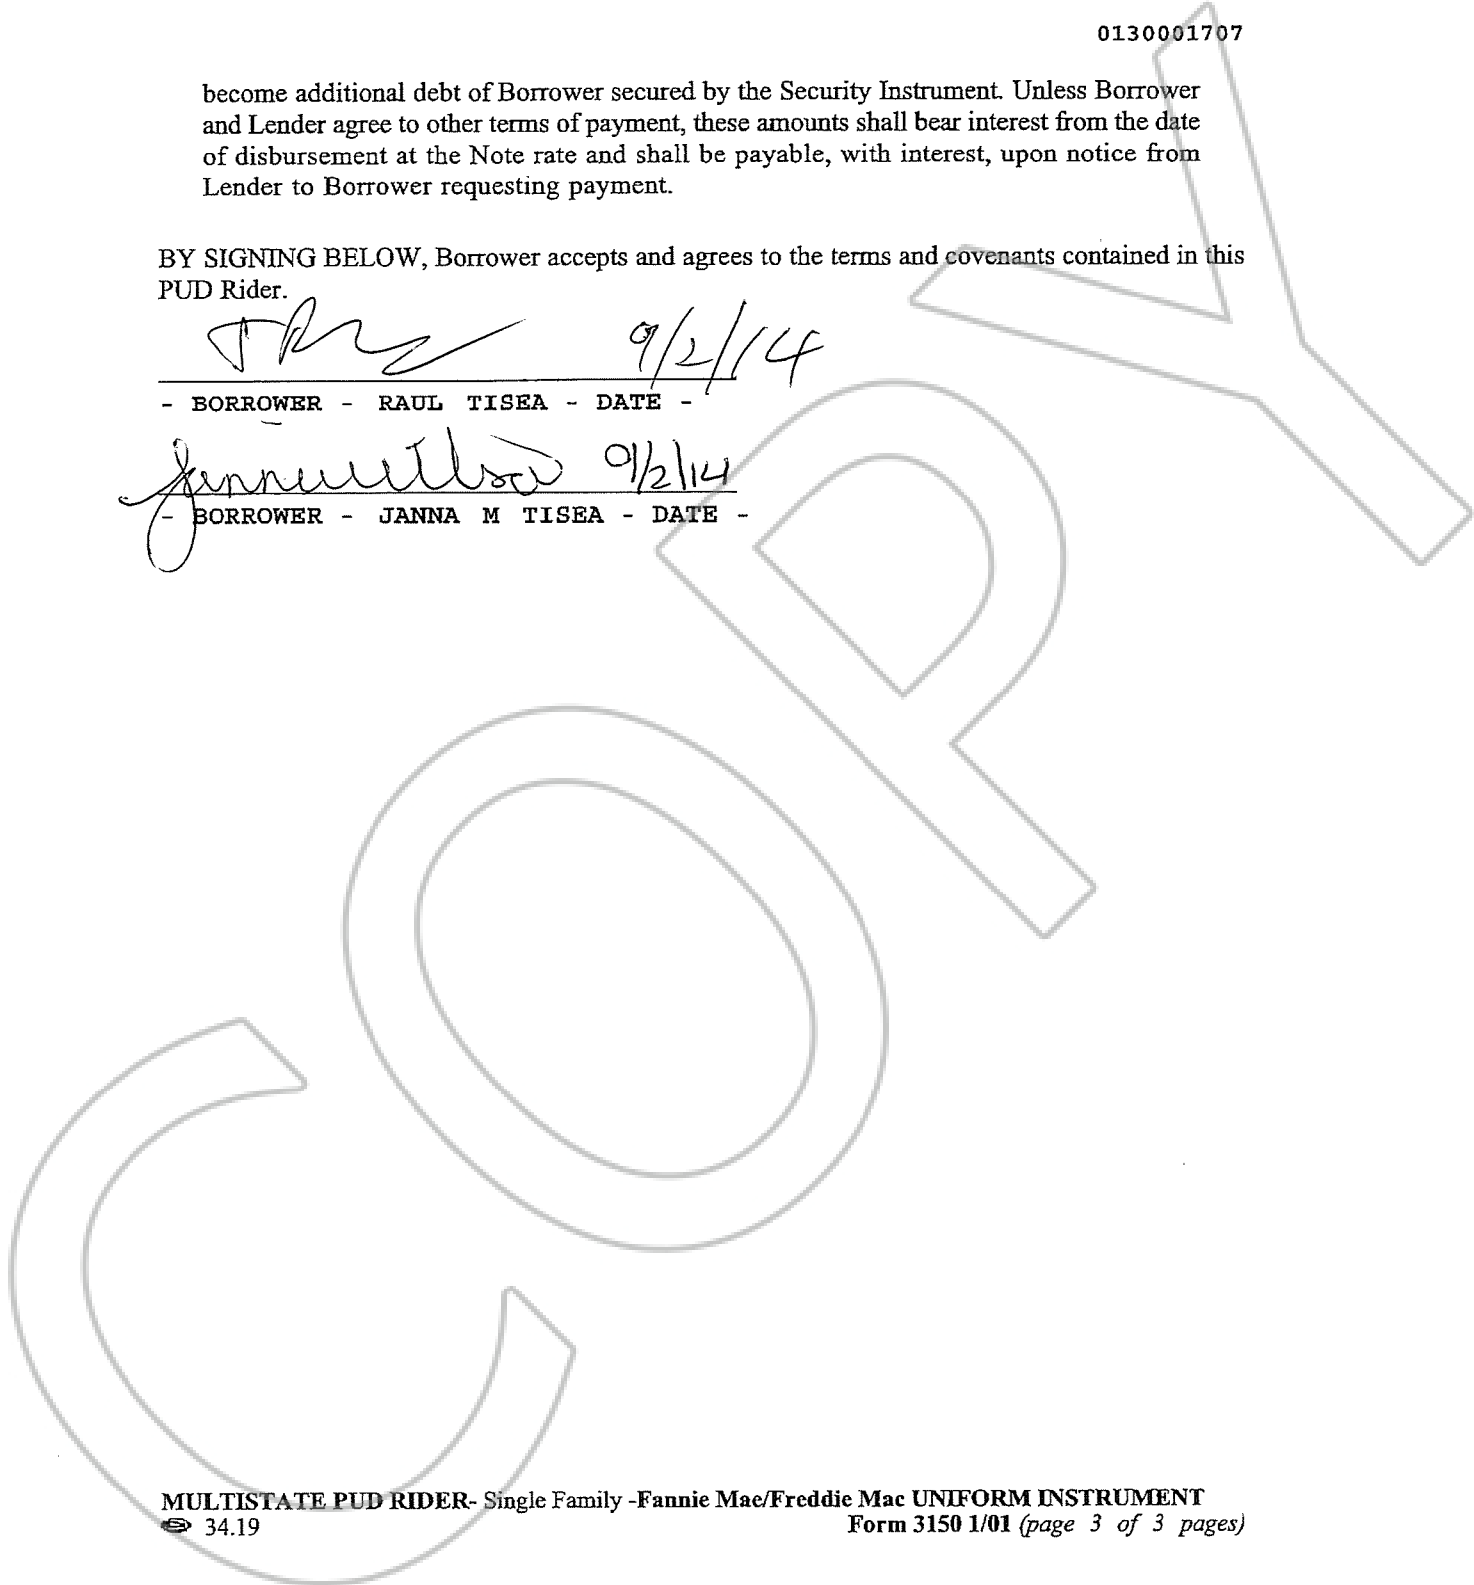 0130001707
become additional debt of Borrower secured by the Security Instrument. Unless Borrower
and Lender agree to other terms of payment, these amounts shall bear interest from the date
of disbursement at the Note rate and shall be payable, with interest, upon notice from
Lender to Borrower requesting payment.
BY SIGNING BELOW, Borrower accepts and agrees to the terms and covenants contained in this
PUD Rider.
9/2/14
- BORROWER - RAUL TISEA - DATE -
9/2/14
- BORROWER - JANNA M TISEA - DATE -
COPY
MULTISTATE PUD RIDER- Single Family -Fannie Mae/Freddie Mac UNIFORM INSTRUMENT
34.19
Form 3150 1/01 (page 3 of 3 pages)